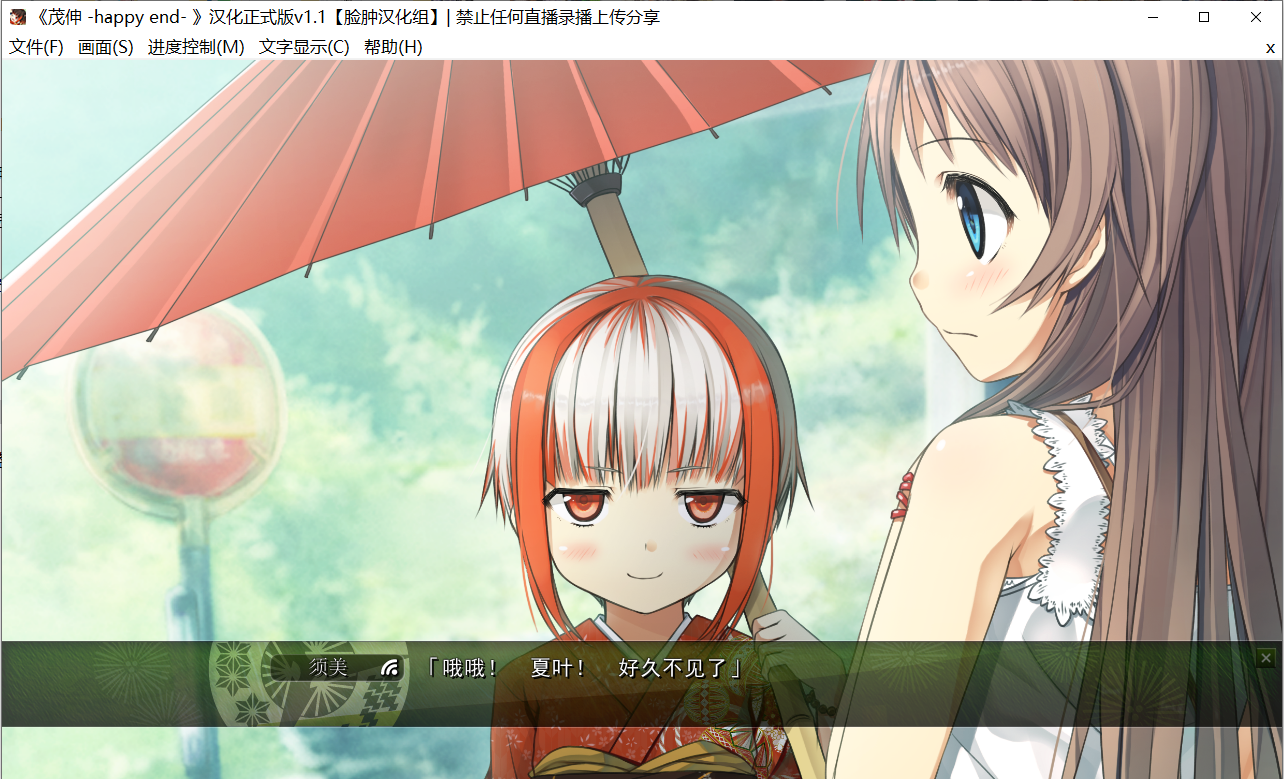 《茂伸 -happy end- 》汉化正式版v1.1【脸肿汉化组】| 禁止任何直播录播上传分享
文件(F) 画面(S) 进度控制(M) 文字显示(C) 帮助(H)
须美
「哦哦! 夏叶! 好久不见了」